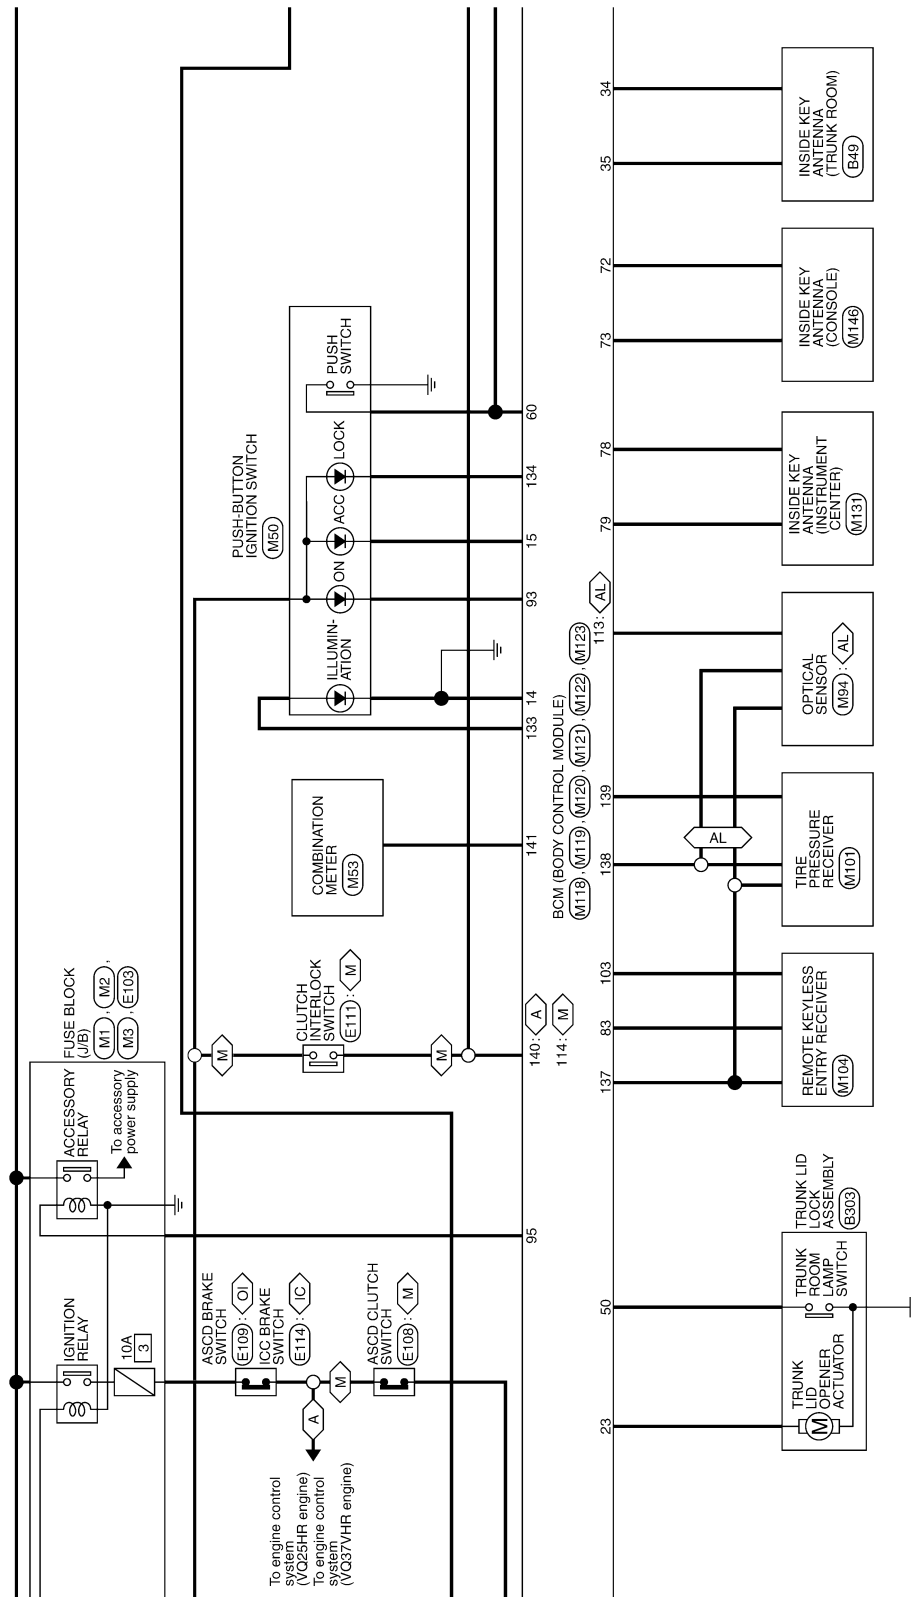 34
35
INSIDE KEY
ANTENNA
(TRUNK ROOM)
B49
72
73
INSIDE KEY
ANTENNA
(CONSOLE)
M146
PUSH
SWITCH
60
PUSH-BUTTON
IGNITION SWITCH
M50
LOCK
134
ACC
15
ON
93
ILLUMIN-
ATION
14
133
78
79
INSIDE KEY
ANTENNA
(INSTRUMENT
CENTER)
M131
113: AL
OPTICAL
SENSOR
M94 : AL
BCM (BODY CONTROL MODULE)
M118 , M119 , M120 , M121 , M122 , M123
COMBINATION
METER
M53
141
139
138
AL
TIRE
PRESSURE
RECEIVER
M101
FUSE BLOCK
(J/B)
M1 , M2 ,
M3 , E103
CLUTCH
INTERLOCK
SWITCH
E111 : M
M
M
140: A
114: M
103
83
137
REMOTE KEYLESS
ENTRY RECEIVER
M104
ACCESSORY
RELAY
To accessory
power supply
95
IGNITION
RELAY
10A
3
ASCD BRAKE
SWITCH
E109 : OI
ICC BRAKE
SWITCH
E114 : IC
ASCD CLUTCH
SWITCH
E108 : M
M
A
To engine control
system
(VQ25HR engine)
To engine control
system
(VQ37VHR engine)
TRUNK LID
LOCK
ASSEMBLY
B303
50
TRUNK
ROOM
LAMP
SWITCH
23
TRUNK
LID
OPENER
ACTUATOR
M